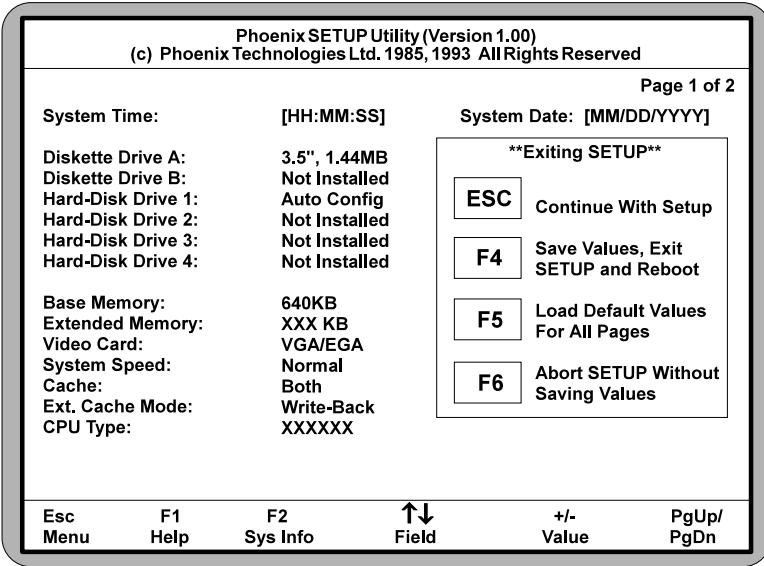 Phoenix SETUP Utility (Version 1.00)
(c) Phoenix Technologies Ltd. 1985, 1993 All Rights Reserved
Page 1 of 2
System Time: [HH:MM:SS] System Date: [MM/DD/YYYY]
Diskette Drive A: 3.5", 1.44MB
Diskette Drive B: Not Installed
Hard-Disk Drive 1: Auto Config
Hard-Disk Drive 2: Not Installed
Hard-Disk Drive 3: Not Installed
Hard-Disk Drive 4: Not Installed
Base Memory: 640KB
Extended Memory: XXX KB
Video Card: VGA/EGA
System Speed: Normal
Cache: Both
Ext. Cache Mode: Write-Back
CPU Type: XXXXXX
**Exiting SETUP**
ESC Continue With Setup
F4 Save Values, Exit
SETUP and Reboot
F5 Load Default Values
For All Pages
F6 Abort SETUP Without
Saving Values
Esc F1 F2 ↑↓ +/- PgUp/
Menu Help Sys Info Field Value PgDn